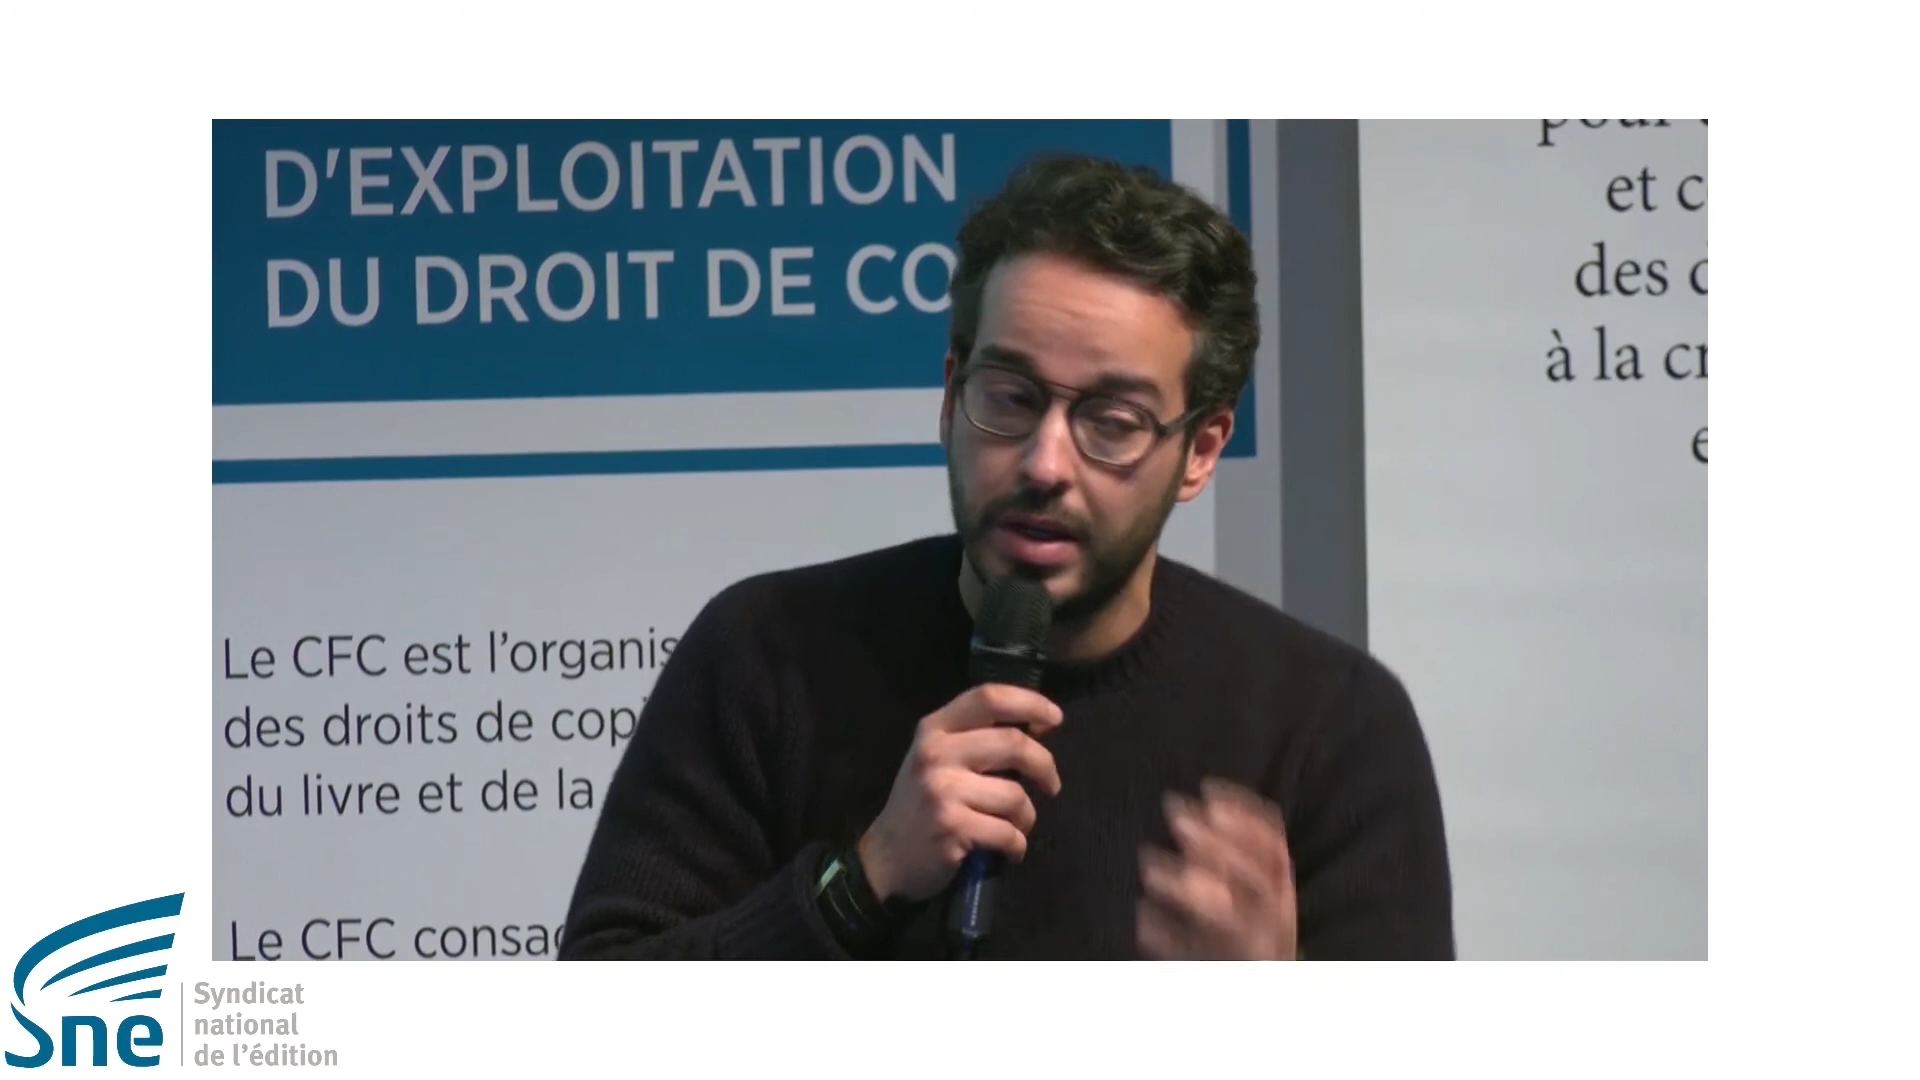 D'EXPLOITATION
DU DROIT DE CO
Le CFC est l'organis
des droits de cop
du livre et de la
Le CFC consac
pour
et c
des d
à la cr
e
Sne
Syndicat
national
de l'édition